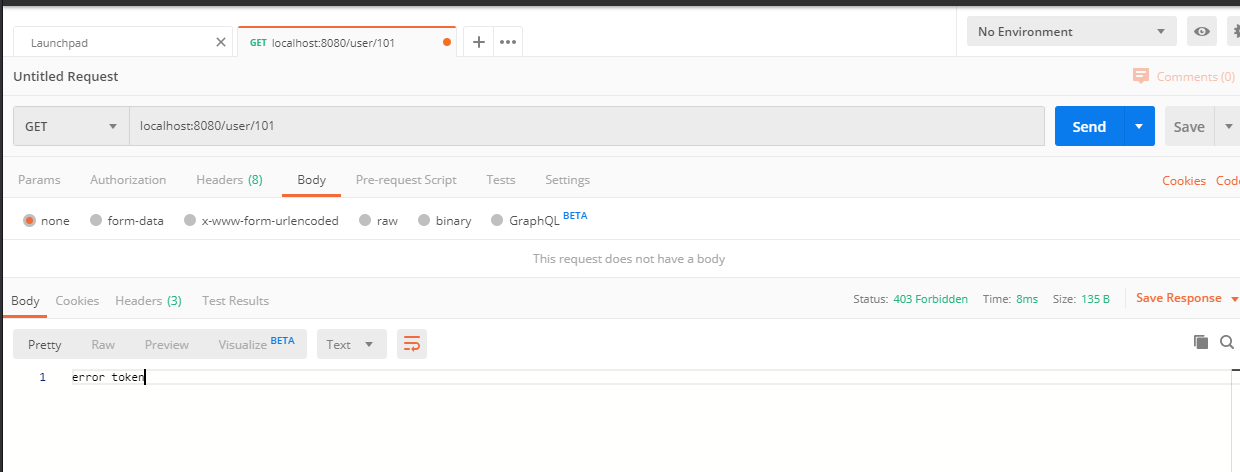 Launchpad
GET localhost:8080/user/101
No Environment
Untitled Request
Comments (0)
GET
localhost:8080/user/101
Send
Save
Params Authorization Headers (8) Body Pre-request Script Tests Settings
Cookies
none form-data x-www-form-urlencoded raw binary GraphQL BETA
This request does not have a body
Body Cookies Headers (3) Test Results
Status: 403 Forbidden Time: 8ms Size: 135 B Save Response
Pretty Raw Preview Visualize BETA Text
1 error token